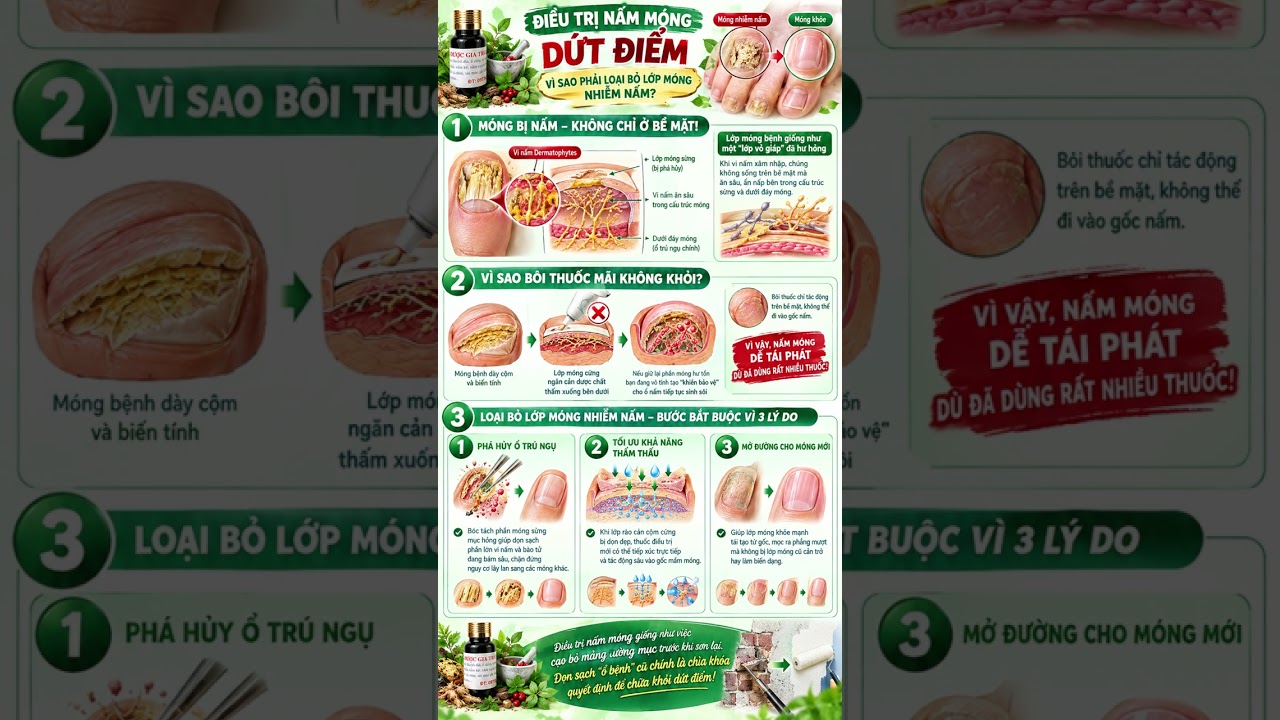 ĐIỀU TRỊ NẤM MÓNG
DỨT ĐIỂM
VÌ SAO PHẢI LOẠI BỎ LỚP MÓNG
NHIỄM NẤM?
Móng nhiễm nấm
Móng khỏe
1
MÓNG BỊ NẤM – KHÔNG CHỈ Ở BỀ MẶT!
Vi nấm Dermatophytes
Lớp móng sừng
(bị phá hủy)
Vi nấm ăn sâu
trong cấu trúc móng
Dưới đáy móng
(ổ trú ngụ chính)
Lớp móng bệnh giống như
một "lớp vỏ giáp" đã hư hỏng
Khi vi nấm xâm nhập, chúng
không sống trên bề mặt mà
ăn sâu, ẩn nấp bên trong cấu trúc
sừng và dưới đáy móng.
2
VÌ SAO BÔI THUỐC MÃI KHÔNG KHỎI?
Móng bệnh dày cộm
và biến tính
Lớp móng cứng
ngăn cản dược chất
thấm xuống bên dưới
Nếu giữ lại phần móng hư tổn
bạn đang vô tình tạo "khiên bảo vệ"
cho ổ nấm tiếp tục sinh sôi
Bôi thuốc chỉ tác động
trên bề mặt, không thể
đi vào gốc nấm.
VÌ VẬY, NẤM MÓNG
DỄ TÁI PHÁT
DÙ ĐÃ DÙNG RẤT NHIỀU THUỐC!
3
LOẠI BỎ LỚP MÓNG NHIỄM NẤM – BƯỚC BẮT BUỘC VÌ 3 LÝ DO
1
PHÁ HỦY Ổ TRÚ NGỤ
Bóc tách phần móng sừng
mục hỏng giúp dọn sạch
phần lớn vi nấm và bào tử
đang bám sâu, chặn đứng
nguy cơ lây lan sang các móng khác.
2
TỐI ƯU KHẢ NĂNG
THẨM THẤU
Khi lớp rào cản cộm cứng
bị dọn dẹp, thuốc điều trị
mới có thể tiếp xúc trực tiếp
và tác động sâu vào gốc mầm móng.
3
MỞ ĐƯỜNG CHO MÓNG MỚI
Giúp lớp móng khỏe mạnh
tái tạo từ gốc, mọc ra phẳng mượt
mà không bị lớp móng cũ cản trở
hay làm biến dạng.
Điều trị nấm móng giống như việc
cạo bỏ mảng tường mục trước khi sơn lại.
Dọn sạch "ổ bệnh" cũ chính là chìa khóa
quyết định để chữa khỏi dứt điểm!
2
VÌ SAO BÔI THUỐC
Móng bệnh dày cộm
và biến tính
Bôi thuốc chỉ tác động
trên bề mặt, không thể
đi vào gốc nấm.
VÌ VẬY, NẤM MÓNG
DỄ TÁI PHÁT
DÙ ĐÃ DÙNG RẤT NHIỀU THUỐC!
3
LOẠI BỎ LỚP MÓNG
BẮT BUỘC VÌ 3 LÝ DO
1
PHÁ HỦY Ổ TRÚ NGỤ
3
MỞ ĐƯỜNG CHO MÓNG MỚI